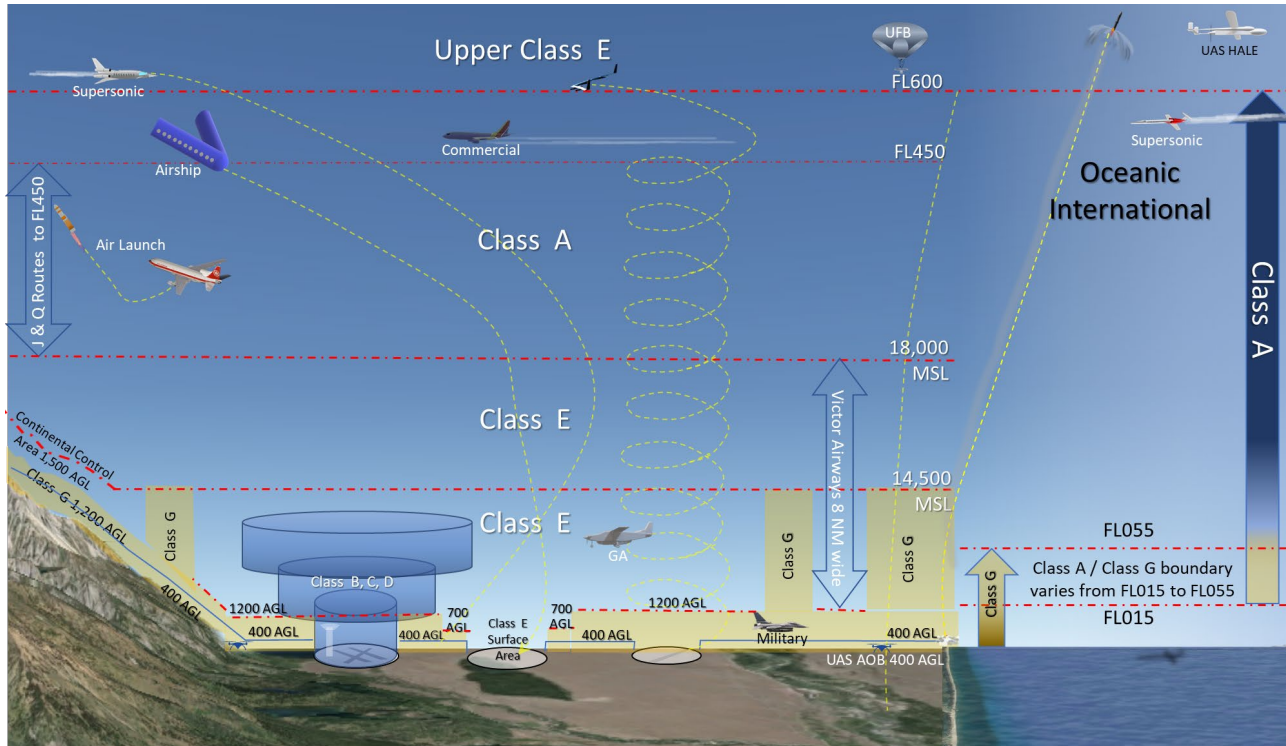 Upper Class E
UFB
UAS HALE
Supersonic
FL600
Commercial
Supersonic
Airship
FL450
Oceanic
International
J & Q Routes to FL450
Air Launch
Class A
Class A
18,000
MSL
Continental Control
Area 1,500 AGL
Class G 1,200 AGL
400 AGL
Class E
Victor Airways 8 NM wide
14,500
MSL
Class G
Class E
GA
Class G
Class G
FL055
Class B, C, D
Class G
Class A / Class G boundary
varies from FL015 to FL055
FL015
1200 AGL
700
AGL
700
AGL
1200 AGL
400 AGL
400 AGL
Class E
Surface
Area
400 AGL
Military
400 AGL
UAS AOB 400 AGL